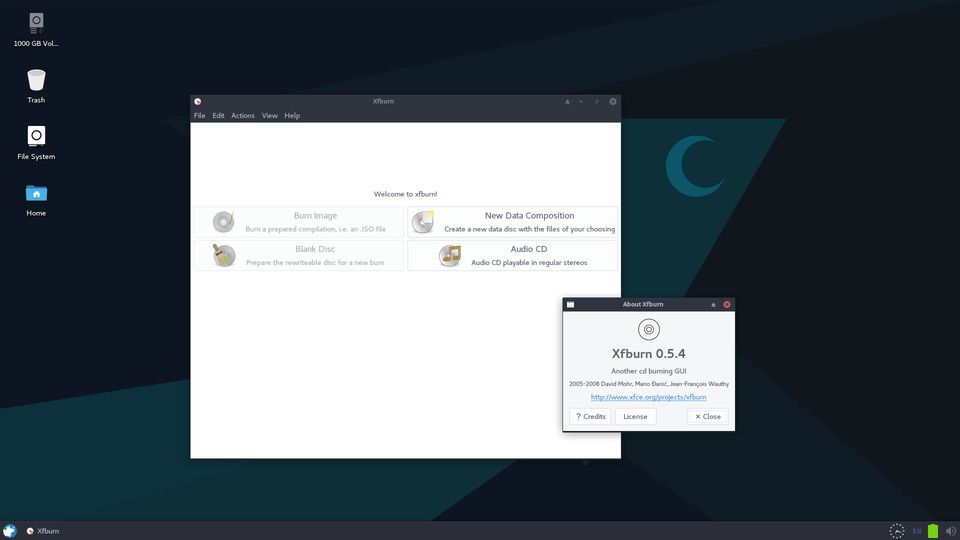 1000 GB Vol...
Trash
File System
Home
Xfburn
File Edit Actions View Help
Welcome to xfburn!
Burn Image
Burn a prepared compilation, i.e. an .ISO file
New Data Composition
Create a new data disc with the files of your choosing
Blank Disc
Prepare the rewriteable disc for a new burn
Audio CD
Audio CD playable in regular stereos
About Xfburn
Xfburn 0.5.4
Another cd burning GUI
2005-2008 David Mohr, Mario Đanić, Jean-François Wauthy
http://www.xfce.org/projects/xfburn
? Credits License × Close
Xfburn
EN